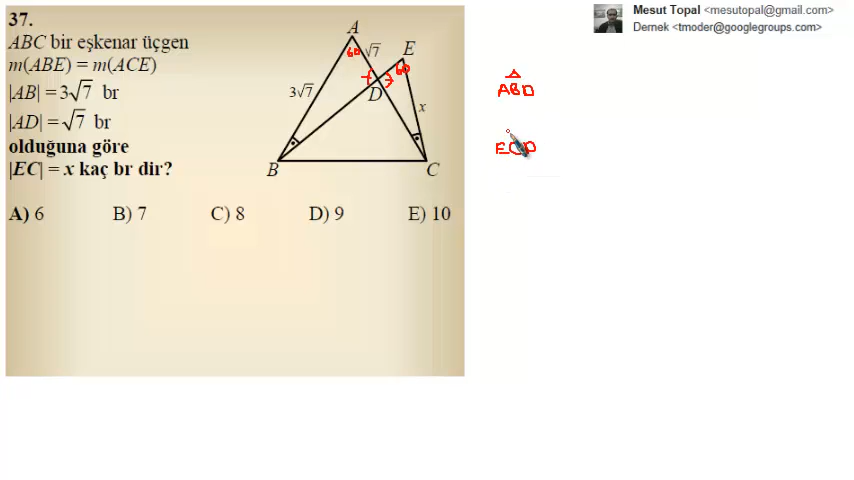 37.
ABC bir eşkenar üçgen
m(ABE) = m(ACE)
|AB| = 3√7 br
|AD| = √7 br
olduğuna göre
|EC| = x kaç br dir?
A) 6 B) 7 C) 8 D) 9 E) 10
A
60
√7
E
60
3√7
D
x
B
C
ABD
ECD
Mesut Topal <mesutopal@gmail.com>
Dernek <tmoder@googlegroups.com>